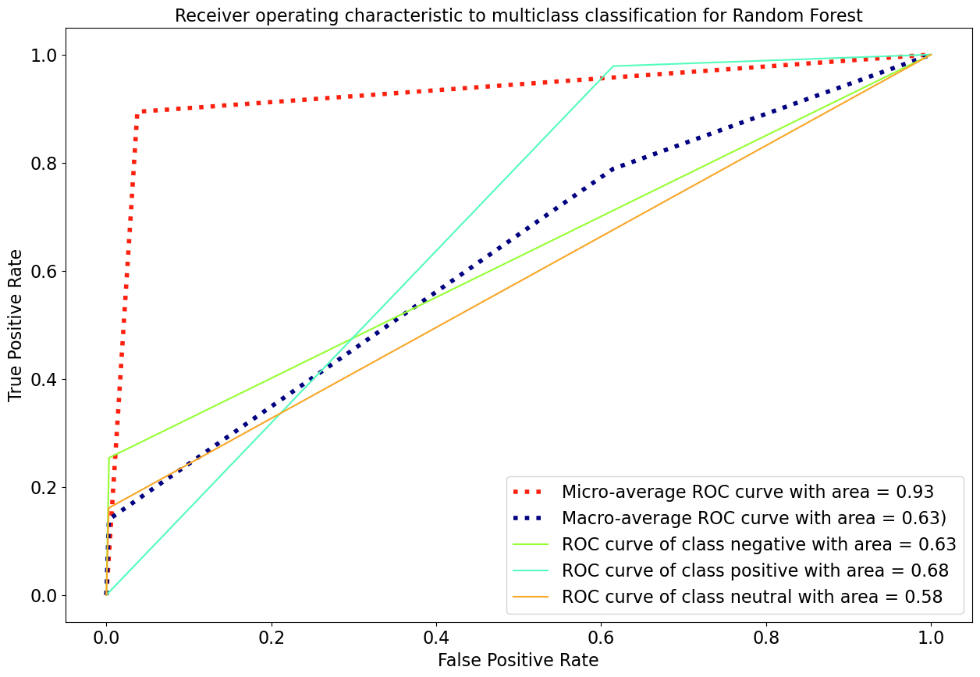 Receiver operating characteristic to multiclass classification for Random Forest
1.0
0.8
0.6
0.4
0.2
0.0
True Positive Rate
Micro-average ROC curve with area = 0.93
Macro-average ROC curve with area = 0.63)
ROC curve of class negative with area = 0.63
ROC curve of class positive with area = 0.68
ROC curve of class neutral with area = 0.58
0.0 0.2 0.4 0.6 0.8 1.0
False Positive Rate